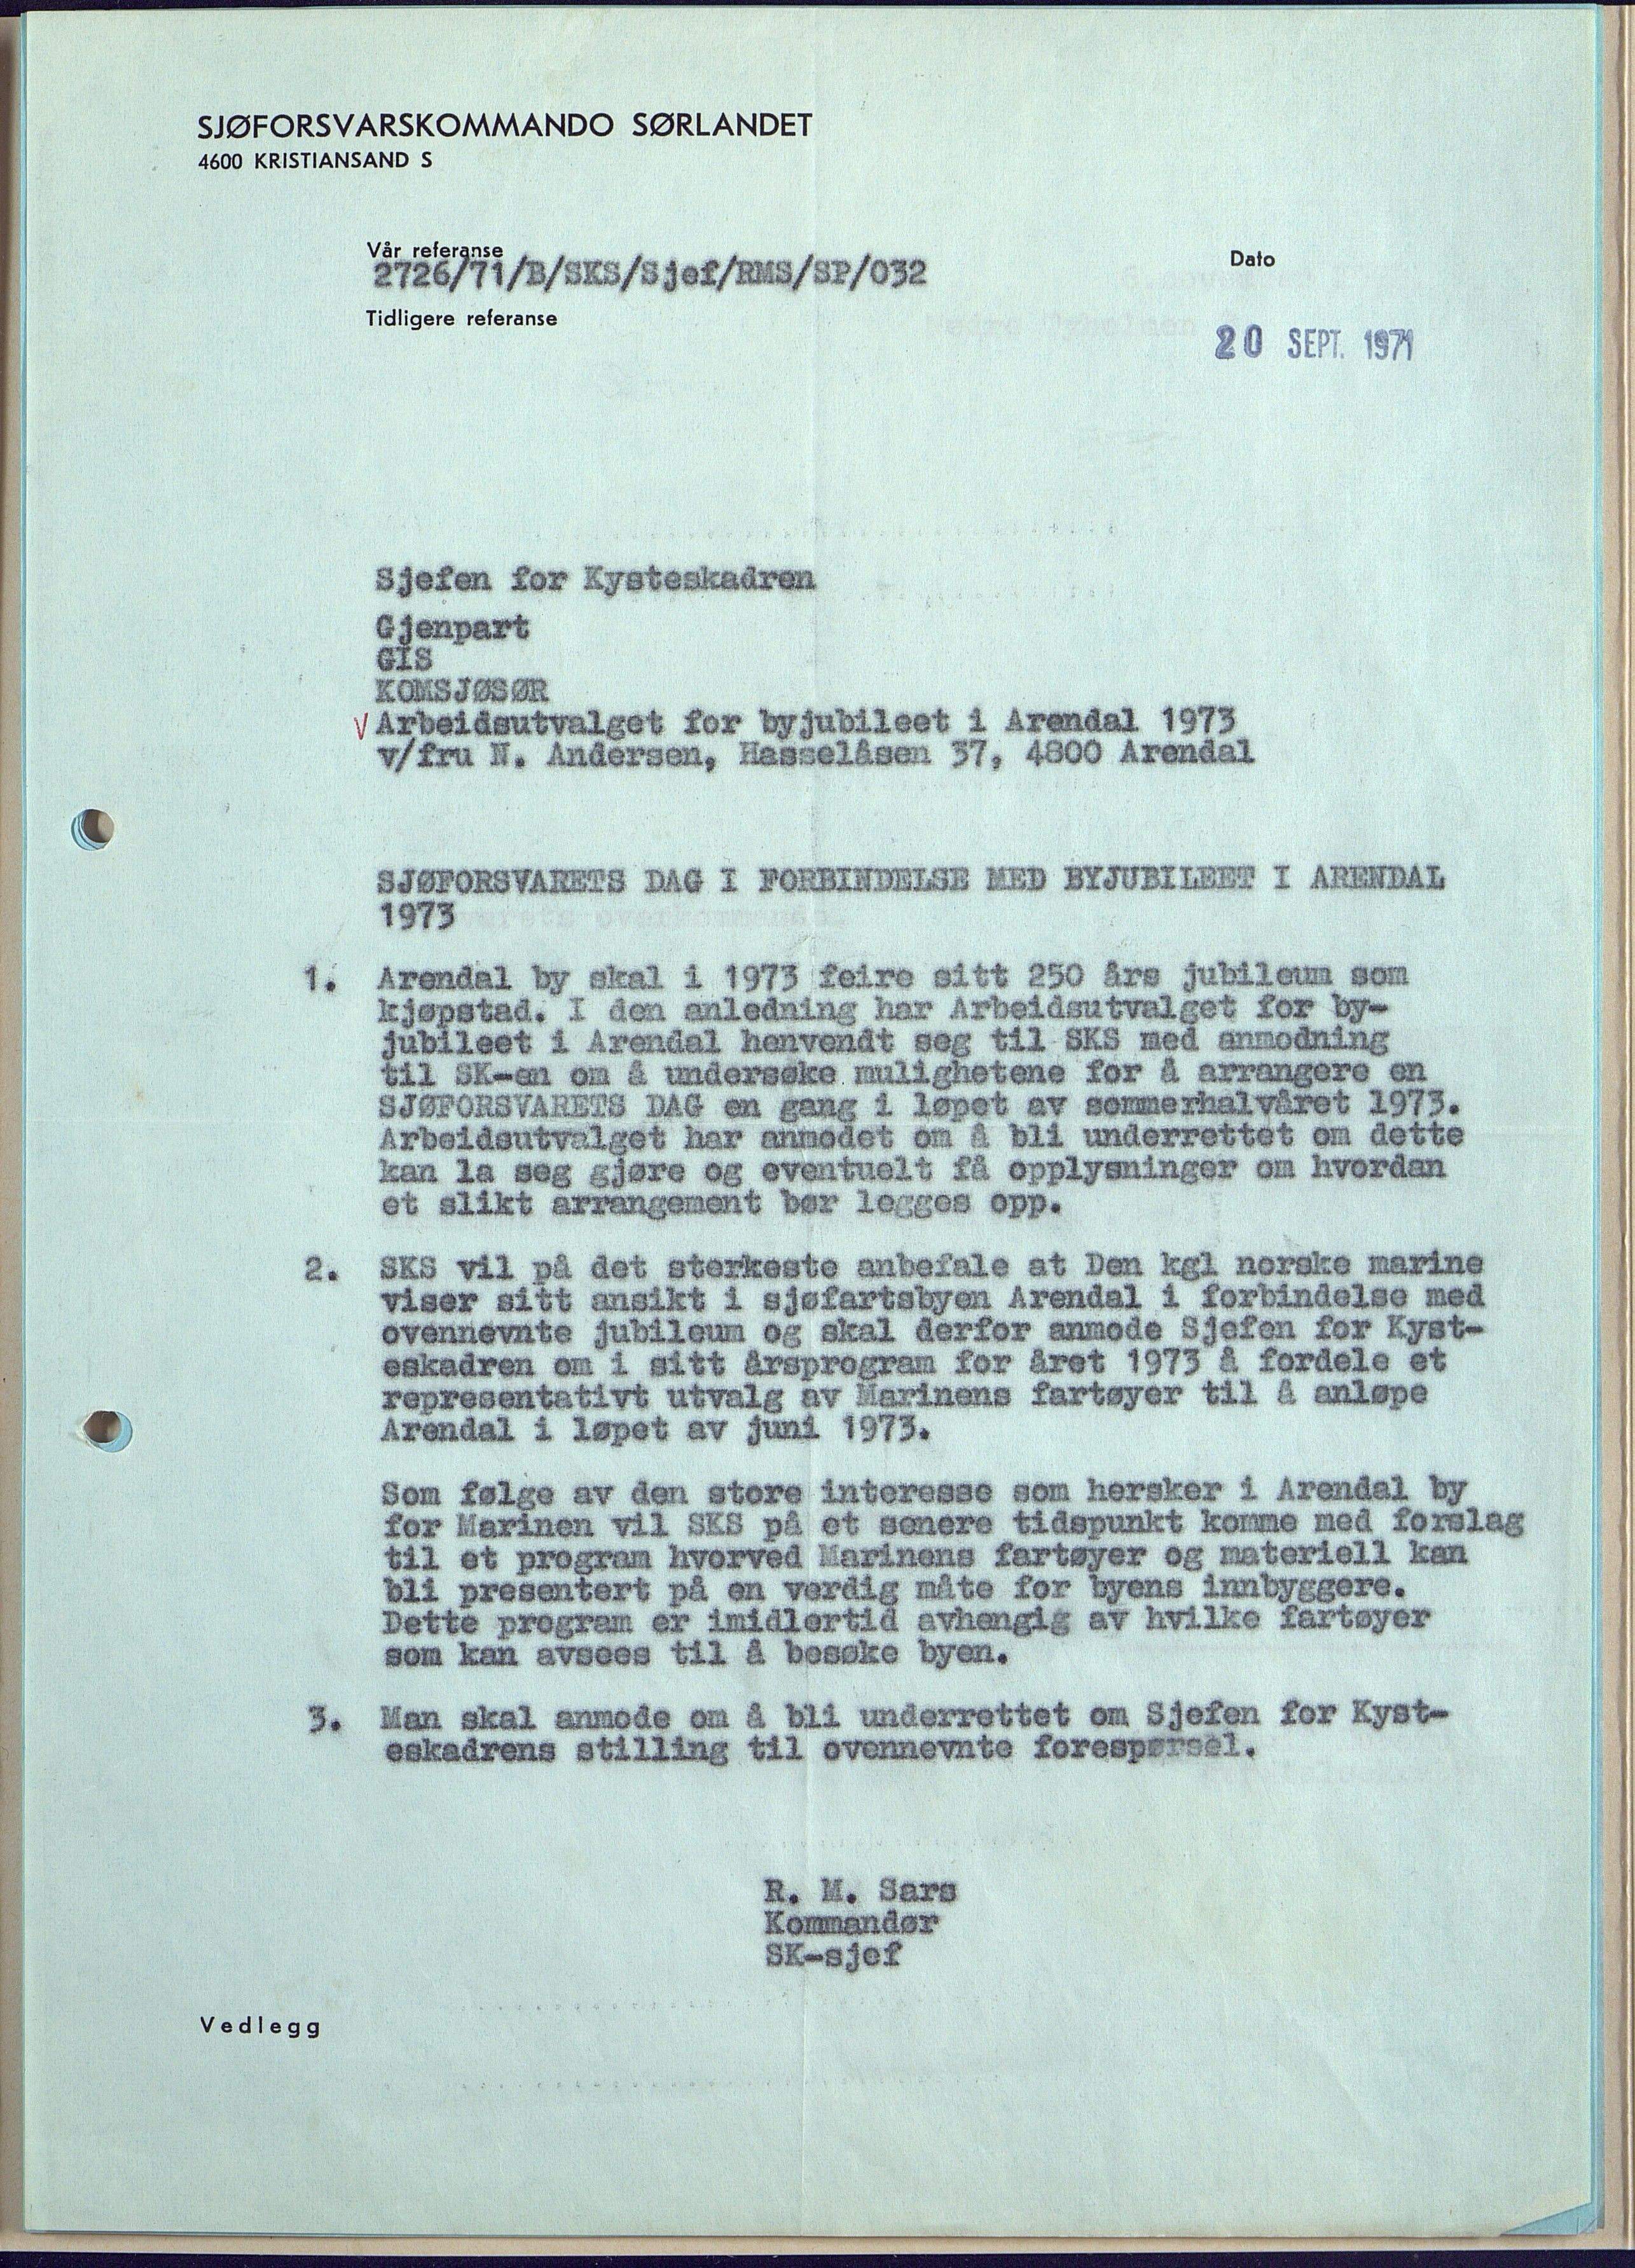 SJØFORSVARSKOMMANDO SØRLANDET
4600 KRISTIANSAND S
Vår referanse
2726/71/B/SKS/Sjef/RMS/SP/032
Dato
Tidligere referanse
20 SEPT. 1971
Sjefen for Kysteskadren
Gjenpart
GIS
KOMSJØSØR
V Arbeidsutvalget for byjubileet i Arendal 1973
v/fru N. Andersen, Hasselåsen 37, 4800 Arendal
SJØFORSVARETS DAG I FORBINDELSE MED BYJUBILEET I ARENDAL
1973
1. Arendal by skal i 1973 feire sitt 250 års jubileum som
kjøpstad. I den anledning har Arbeidsutvalget for by-
jubileet i Arendal henvendt seg til SKS med anmodning
til SK-en om å undersøke mulighetene for å arrangere en
SJØFORSVARETS DAG en gang i løpet av sommerhalvåret 1973.
Arbeidsutvalget har anmodet om å bli underrettet om dette
kan la seg gjøre og eventuelt få opplysninger om hvordan
et slikt arrangement bør legges opp.
2. SKS vil på det sterkeste anbefale at Den kgl norske marine
viser sitt ansikt i sjøfartsbyen Arendal i forbindelse med
ovennevnte jubileum og skal derfor anmode Sjefen for Kyst-
eskadren om i sitt årsprogram for året 1973 å fordele et
representativt utvalg av Marinens fartøyer til å anløpe
Arendal i løpet av juni 1973.
Som følge av den store interesse som hersker i Arendal by
for Marinen vil SKS på et senere tidspunkt komme med forslag
til et program hvorved Marinens fartøyer og materiell kan
bli presentert på en verdig måte for byens innbyggere.
Dette program er imidlertid avhengig av hvilke fartøyer
som kan avsees til å besøke byen.
3. Man skal anmode om å bli underrettet om Sjefen for Kyst-
eskadrens stilling til ovennevnte forespørsel.
R. M. Sars
Kommandør
SK-sjef
Vedlegg